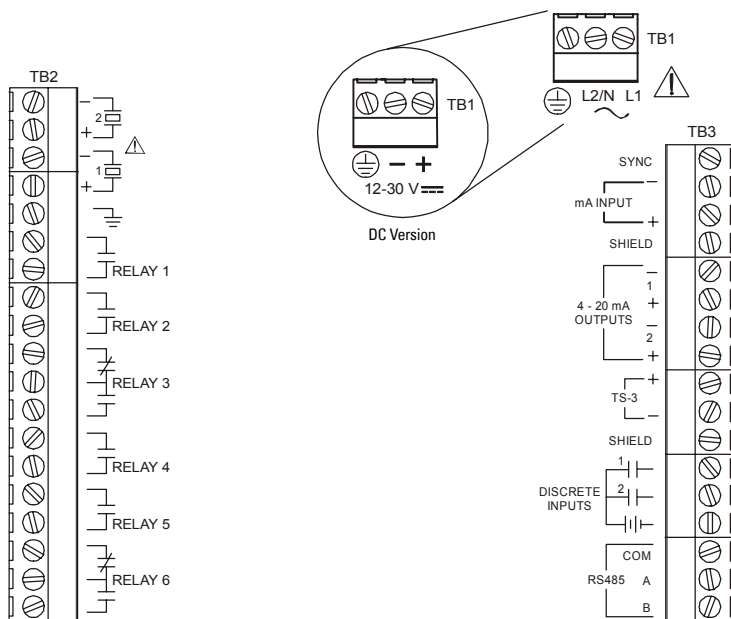 TB2
-
2
+
-
1
+
RELAY 1
RELAY 2
RELAY 3
RELAY 4
RELAY 5
RELAY 6
TB1
L2/N L1
TB1
- +
12-30 V
DC Version
TB3
SYNC
-
mA INPUT
+
SHIELD
-
1
+
4 - 20 mA
OUTPUTS
-
2
+
+
TS-3
-
SHIELD
1
2
DISCRETE
INPUTS
COM
RS485 A
B